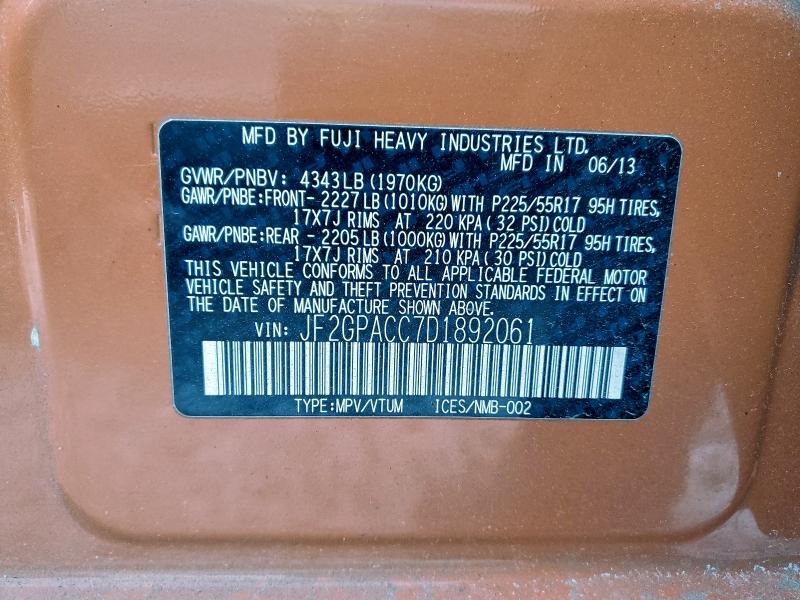 MFD BY FUJI HEAVY INDUSTRIES LTD.
MFD IN 06/13
GVWR/PNBV: 4343LB (1970KG)
GAWR/PNBE:FRONT- 2227 LB (1010KG) WITH P225/55R17 95H TIRES,
17X7J RIMS AT 220 KPA ( 32 PSI) COLD
GAWR/PNBE:REAR - 2205 LB (1000KG) WITH P225/55R17 95H TIRES,
17X7J RIMS AT 210 KPA ( 30 PSI) COLD
THIS VEHICLE CONFORMS TO ALL APPLICABLE FEDERAL MOTOR
VEHICLE SAFETY AND THEFT PREVENTION STANDARDS IN EFFECT ON
THE DATE OF MANUFACTURE SHOWN ABOVE.
VIN: JF2GPACC7D1892061
TYPE:MPV/VTUM ICES/NMB-002